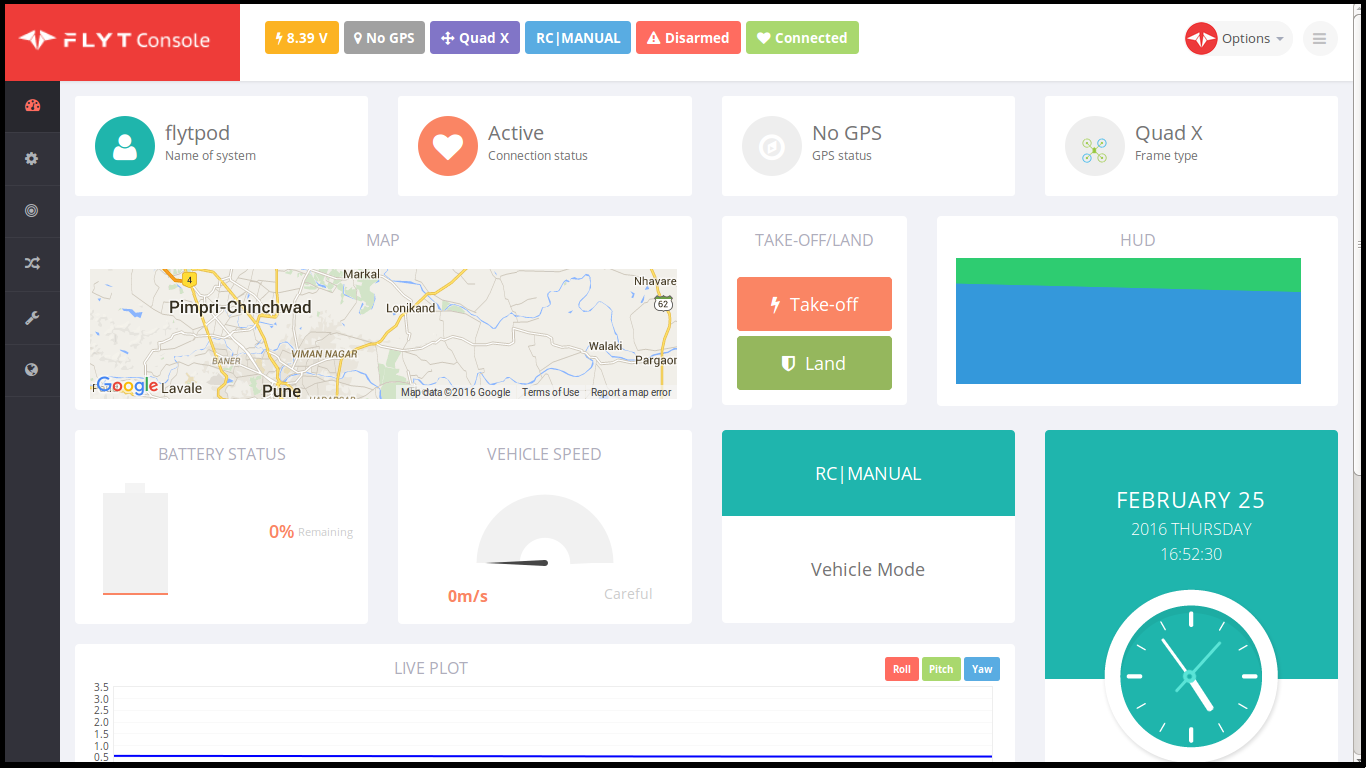 FLYT Console
8.39 V
No GPS
Quad X
RC|MANUAL
Disarmed
Connected
Options
flytpod
Name of system
Active
Connection status
No GPS
GPS status
Quad X
Frame type
MAP
4
Markal
Nhavare
62
Pimpri-Chinchwad
Lonikand
Walaki
VIMAN NAGAR
BANER
Pargaon
Google
Lavale
Pune
Map data ©2016 Google
Terms of Use
Report a map error
TAKE-OFF/LAND
Take-off
Land
HUD
BATTERY STATUS
0% Remaining
VEHICLE SPEED
0m/s
Careful
RC|MANUAL
Vehicle Mode
FEBRUARY 25
2016 THURSDAY
16:52:30
LIVE PLOT
Roll
Pitch
Yaw
3.5
3.0
2.5
2.0
1.5
1.0
0.5